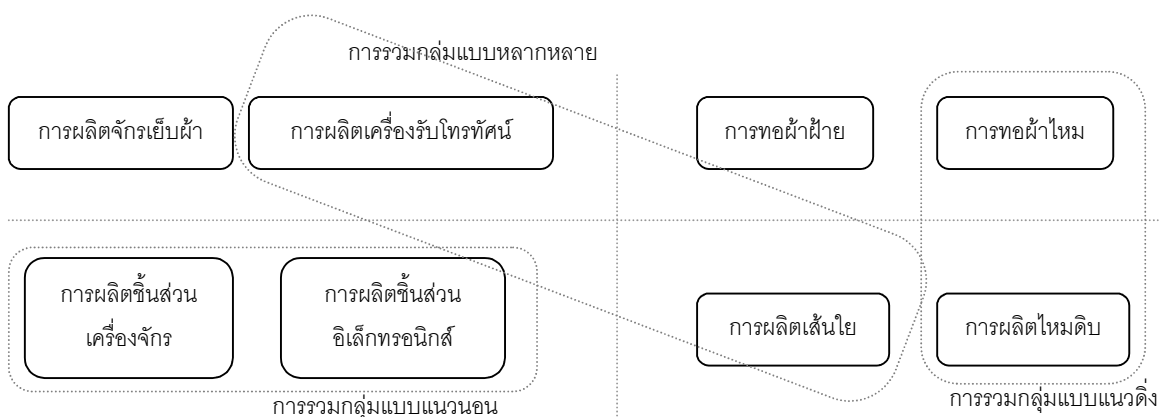 การรวมกลุ่มแบบหลากหลาย
การผลิตจักรเย็บผ้า
การผลิตเครื่องรับโทรทัศน์
การทอผ้าฝ้าย
การทอผ้าไหม
การผลิตชิ้นส่วน
เครื่องจักร
การผลิตชิ้นส่วน
อิเล็กทรอนิกส์
การผลิตเส้นใย
การผลิตไหมดิบ
การรวมกลุ่มแบบแนวนอน
การรวมกลุ่มแบบแนวดิ่ง